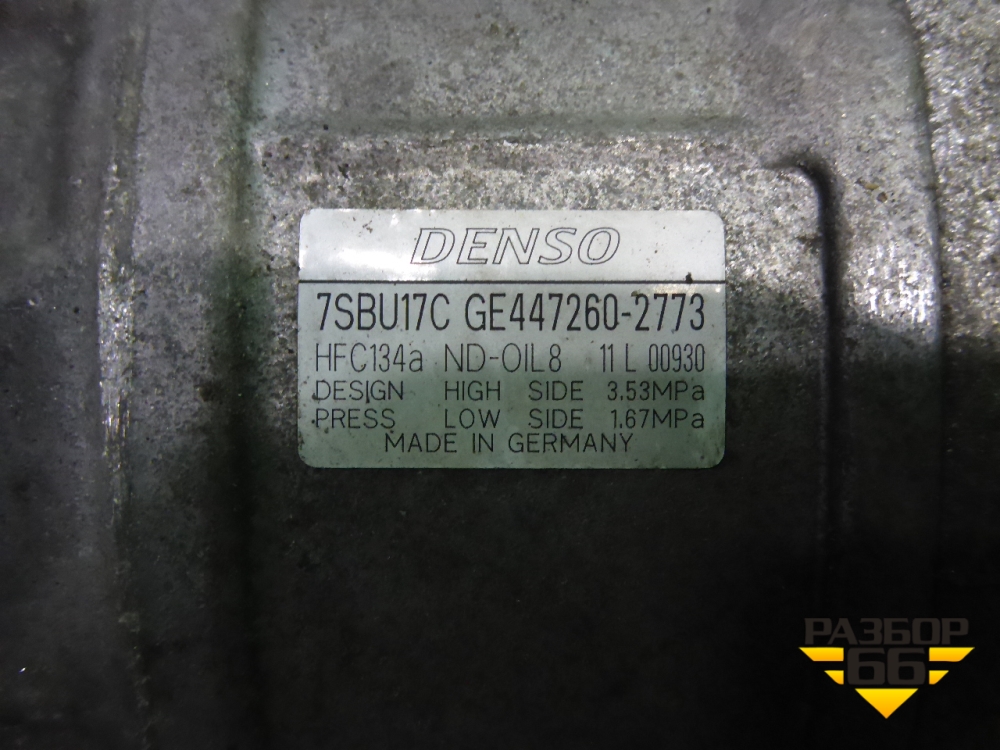 DENSO
7SBU17C GE447260-2773
HFC134a ND-OIL8 11 L 00930
DESIGN HIGH SIDE 3.53MPa
PRESS LOW SIDE 1.67MPa
MADE IN GERMANY
РАЗБОР
66